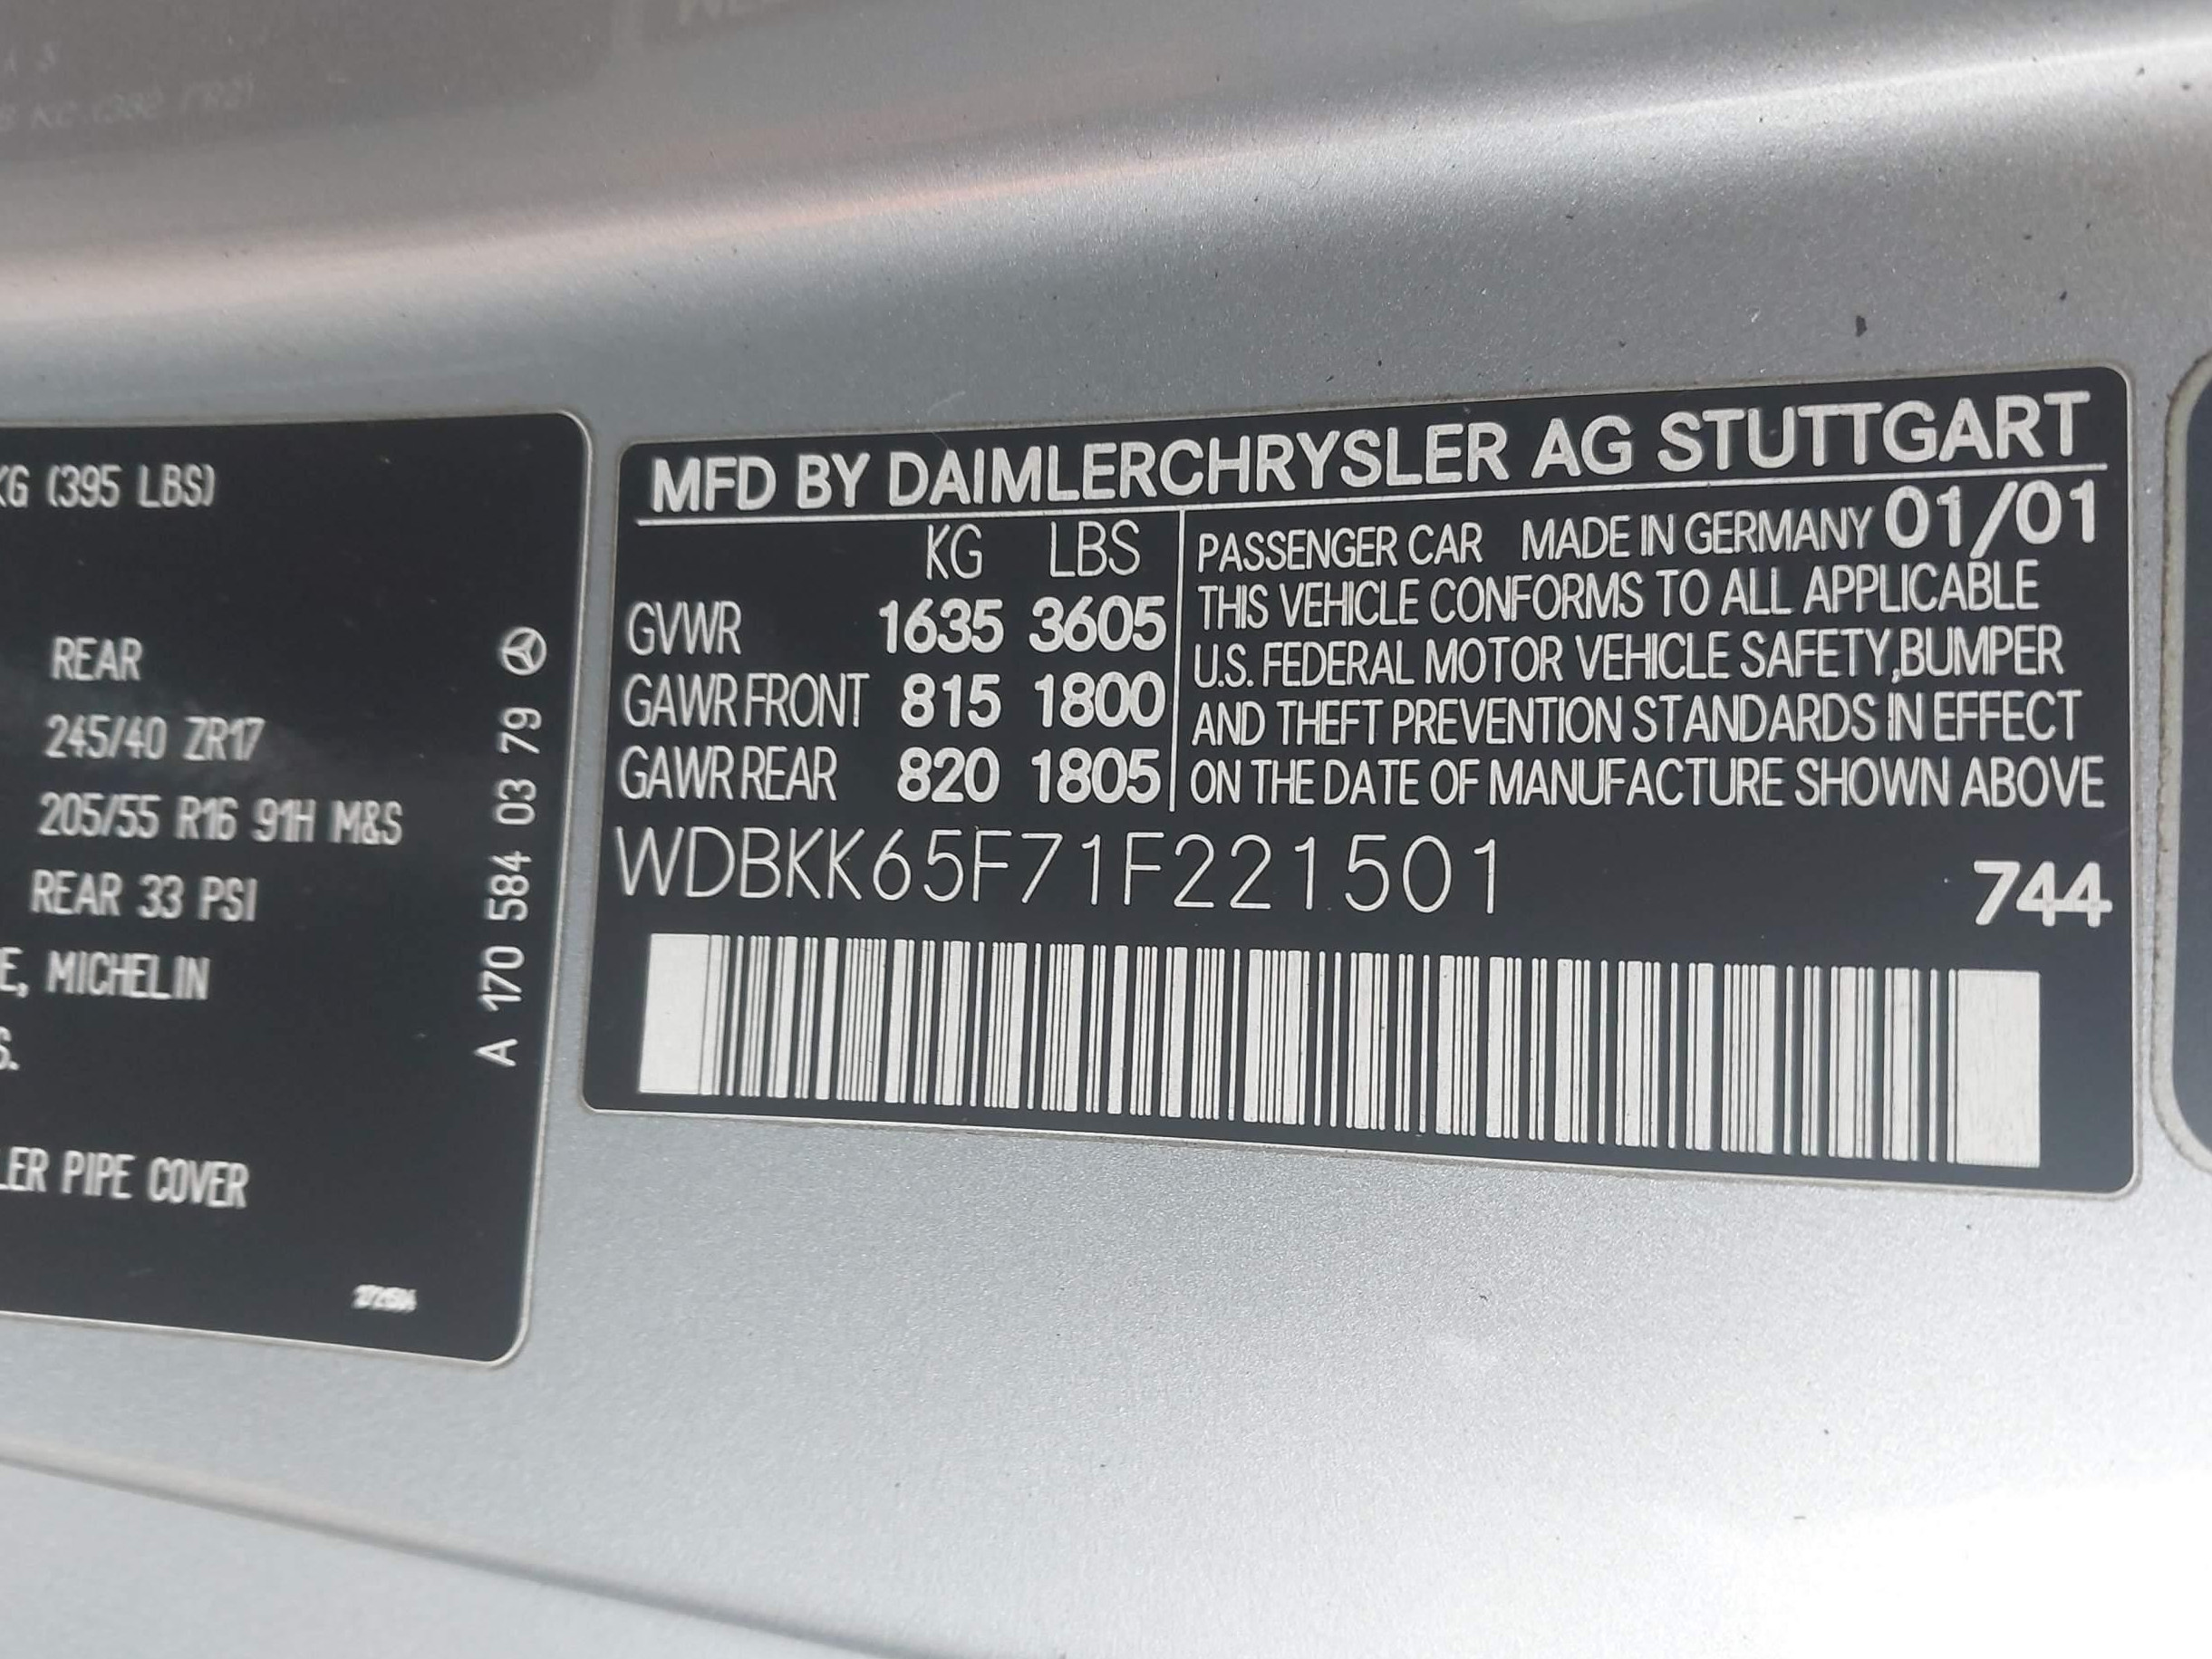 KG (395 LBS)
REAR
245/40 ZR17
205/55 R16 91H M&S
REAR 33 PSI
MICHELIN
PIPE COVER
A 170 584 03 79
MFD BY DAIMLERCHRYSLER AG STUTTGART
KG LBS
GVWR 1635 3605
GAWR FRONT 815 1800
GAWR REAR 820 1805
PASSENGER CAR MADE IN GERMANY 01/01
THIS VEHICLE CONFORMS TO ALL APPLICABLE
U.S. FEDERAL MOTOR VEHICLE SAFETY,BUMPER
AND THEFT PREVENTION STANDARDS IN EFFECT
ON THE DATE OF MANUFACTURE SHOWN ABOVE
WDBKK65F71F221501
744